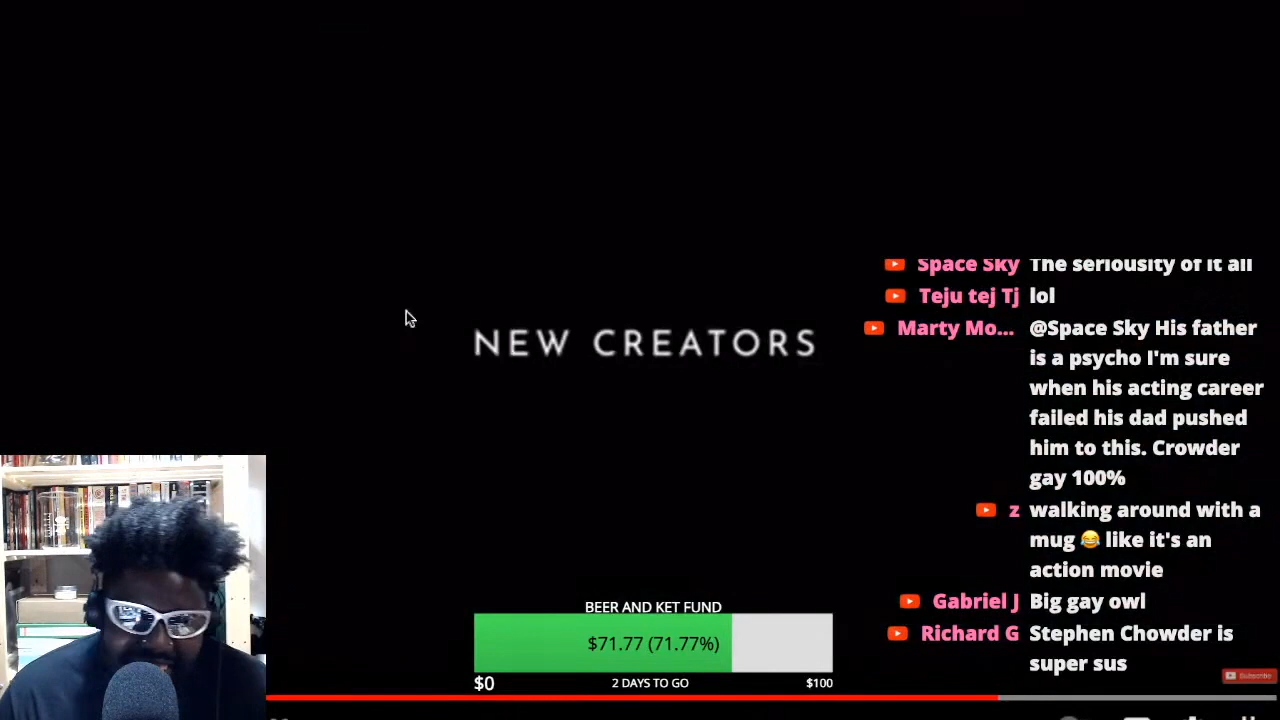 Space Sky The seriousity of it all
Teju tej Tj lol
Marty Mo... @Space Sky His father
is a psycho I'm sure
when his acting career
failed his dad pushed
him to this. Crowder
gay 100%
z walking around with a
mug 😂 like it's an
action movie
Gabriel J Big gay owl
Richard G Stephen Chowder is
super sus
NEW CREATORS
BEER AND KET FUND
$71.77 (71.77%)
$0 2 DAYS TO GO $100
Subscribe